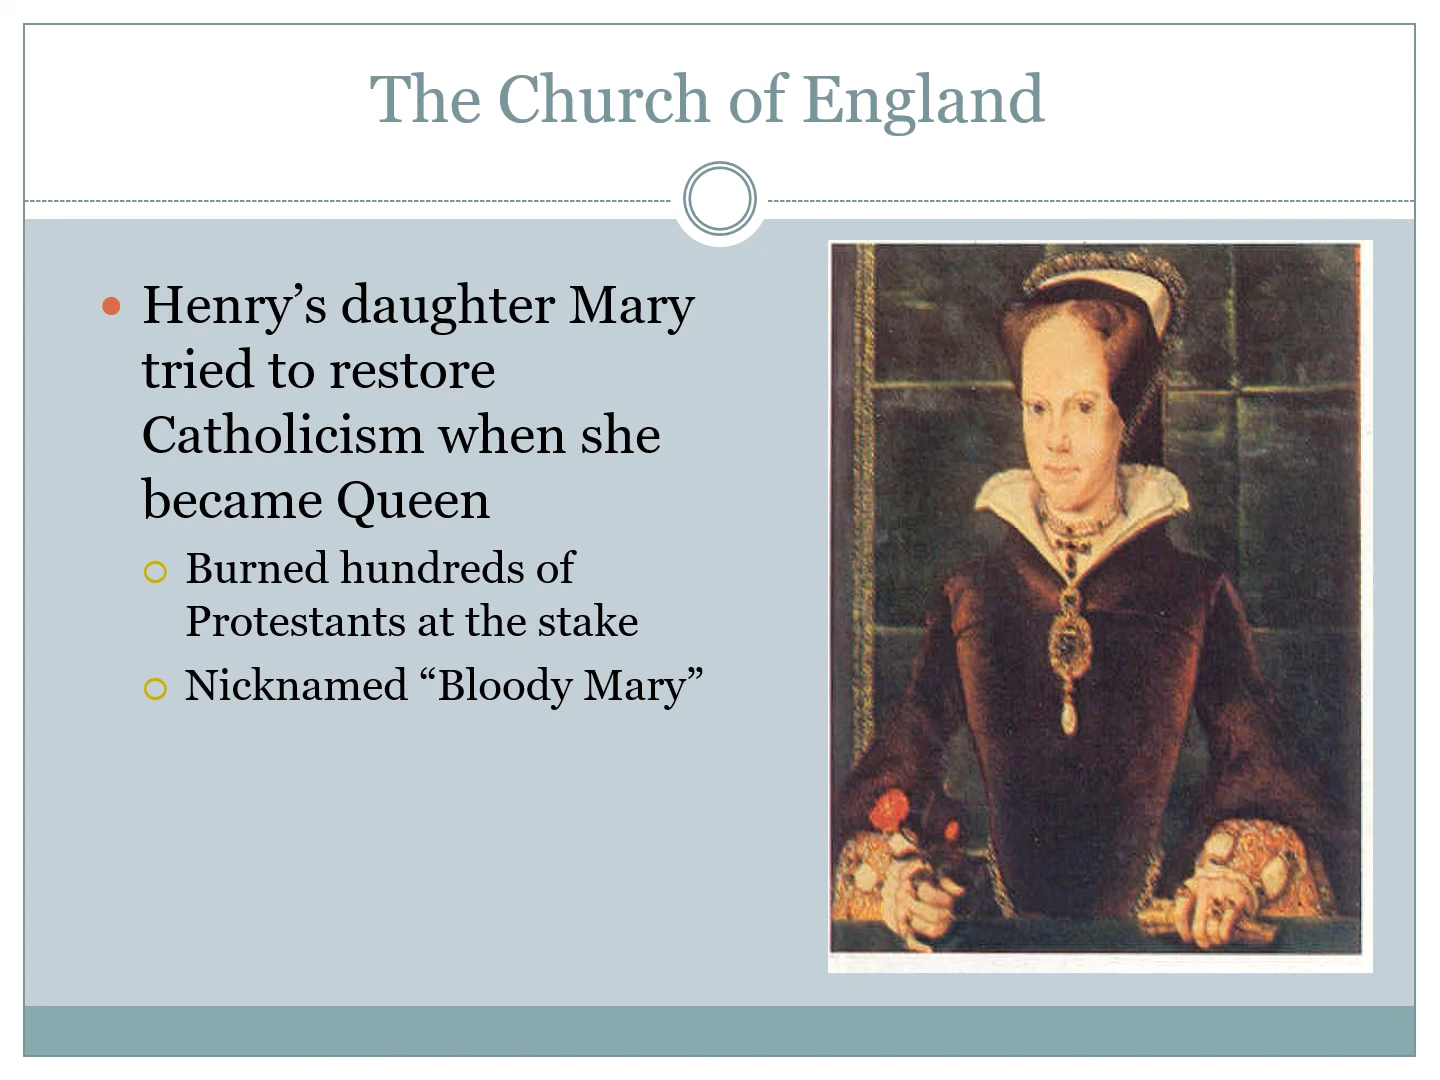 The Church of England
• Henry’s daughter Mary
tried to restore
Catholicism when she
became Queen
○ Burned hundreds of
Protestants at the stake
○ Nicknamed “Bloody Mary”